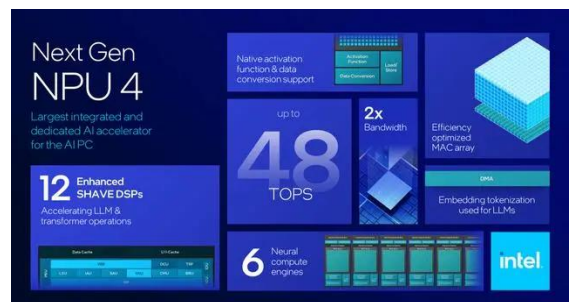 Next Gen
NPU 4
Largest integrated and
dedicated AI accelerator
for the AI PC
12
Enhanced
SHAVE DSPs
Accelerating LLM &
transformer operations
Data Cache
Native activation
function & data
conversion support
Activation
Function
Data Conversion
Load/
Store
up to
48
TOPS
2x
Bandwidth
Efficiency
optimized
MAC array
DMA
Embedding tokenization
used for LLMs
6
Neural
compute
engines
intel.